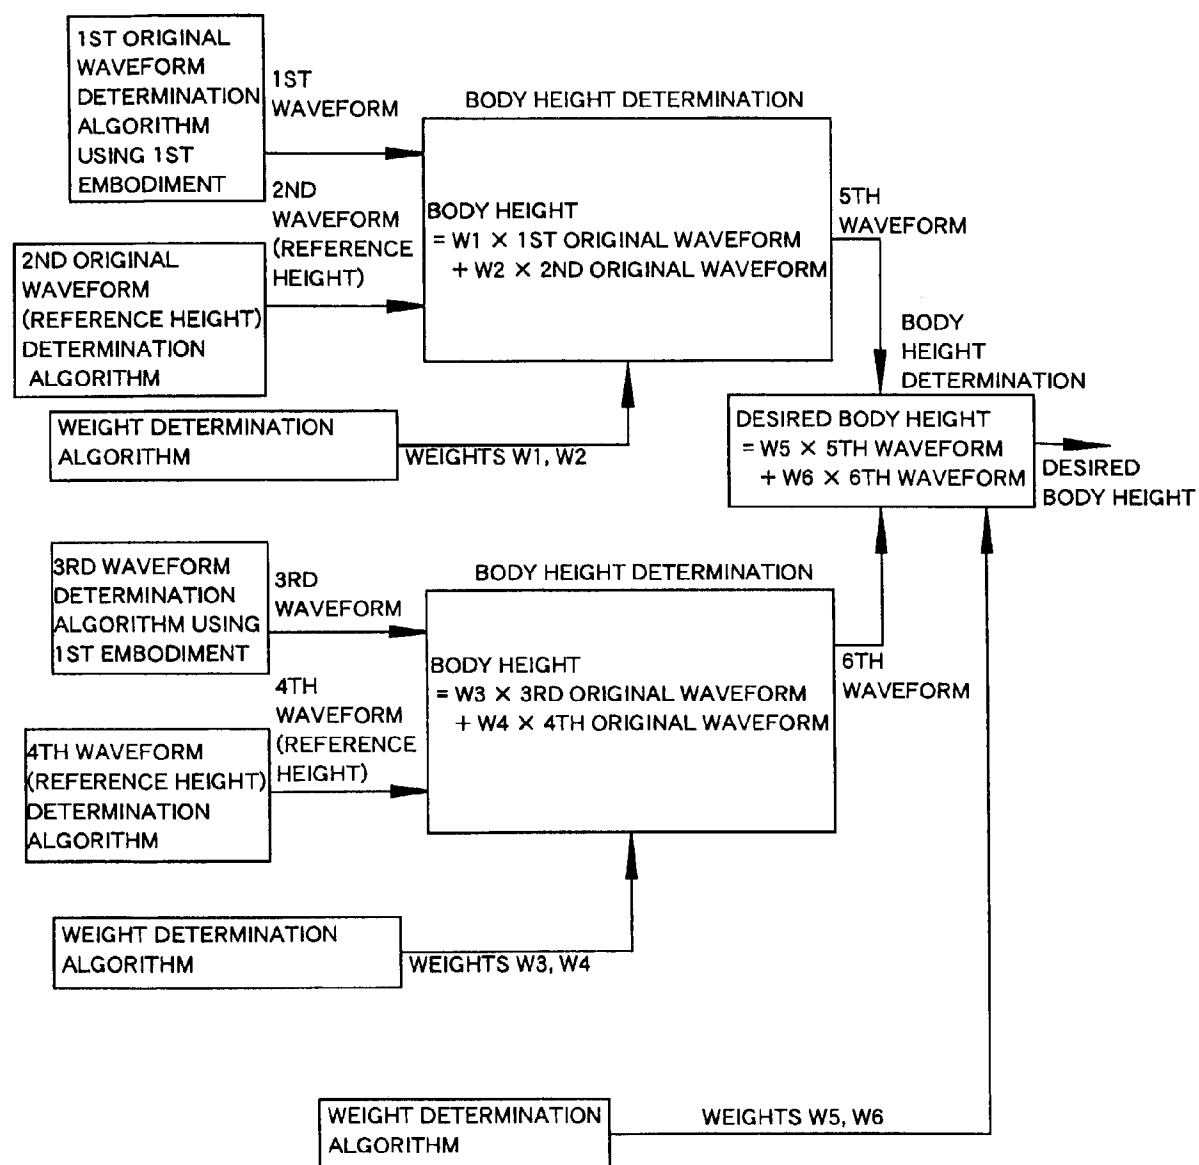 1ST ORIGINAL
WAVEFORM
DETERMINATION
ALGORITHM
USING 1ST
EMBODIMENT
1ST
WAVEFORM
2ND
WAVEFORM
(REFERENCE
HEIGHT)
2ND ORIGINAL
WAVEFORM
(REFERENCE HEIGHT)
DETERMINATION
ALGORITHM
BODY HEIGHT DETERMINATION
BODY HEIGHT
= W1 × 1ST ORIGINAL WAVEFORM
+ W2 × 2ND ORIGINAL WAVEFORM
WEIGHT DETERMINATION
ALGORITHM
WEIGHTS W1, W2
5TH
WAVEFORM
BODY
HEIGHT
DETERMINATION
DESIRED BODY HEIGHT
= W5 × 5TH WAVEFORM
+ W6 × 6TH WAVEFORM
DESIRED
BODY HEIGHT
3RD WAVEFORM
DETERMINATION
ALGORITHM USING
1ST EMBODIMENT
3RD
WAVEFORM
4TH
WAVEFORM
(REFERENCE
HEIGHT)
4TH WAVEFORM
(REFERENCE HEIGHT)
DETERMINATION
ALGORITHM
BODY HEIGHT DETERMINATION
BODY HEIGHT
= W3 × 3RD ORIGINAL WAVEFORM
+ W4 × 4TH ORIGINAL WAVEFORM
6TH
WAVEFORM
WEIGHT DETERMINATION
ALGORITHM
WEIGHTS W3, W4
WEIGHT DETERMINATION
ALGORITHM
WEIGHTS W5, W6